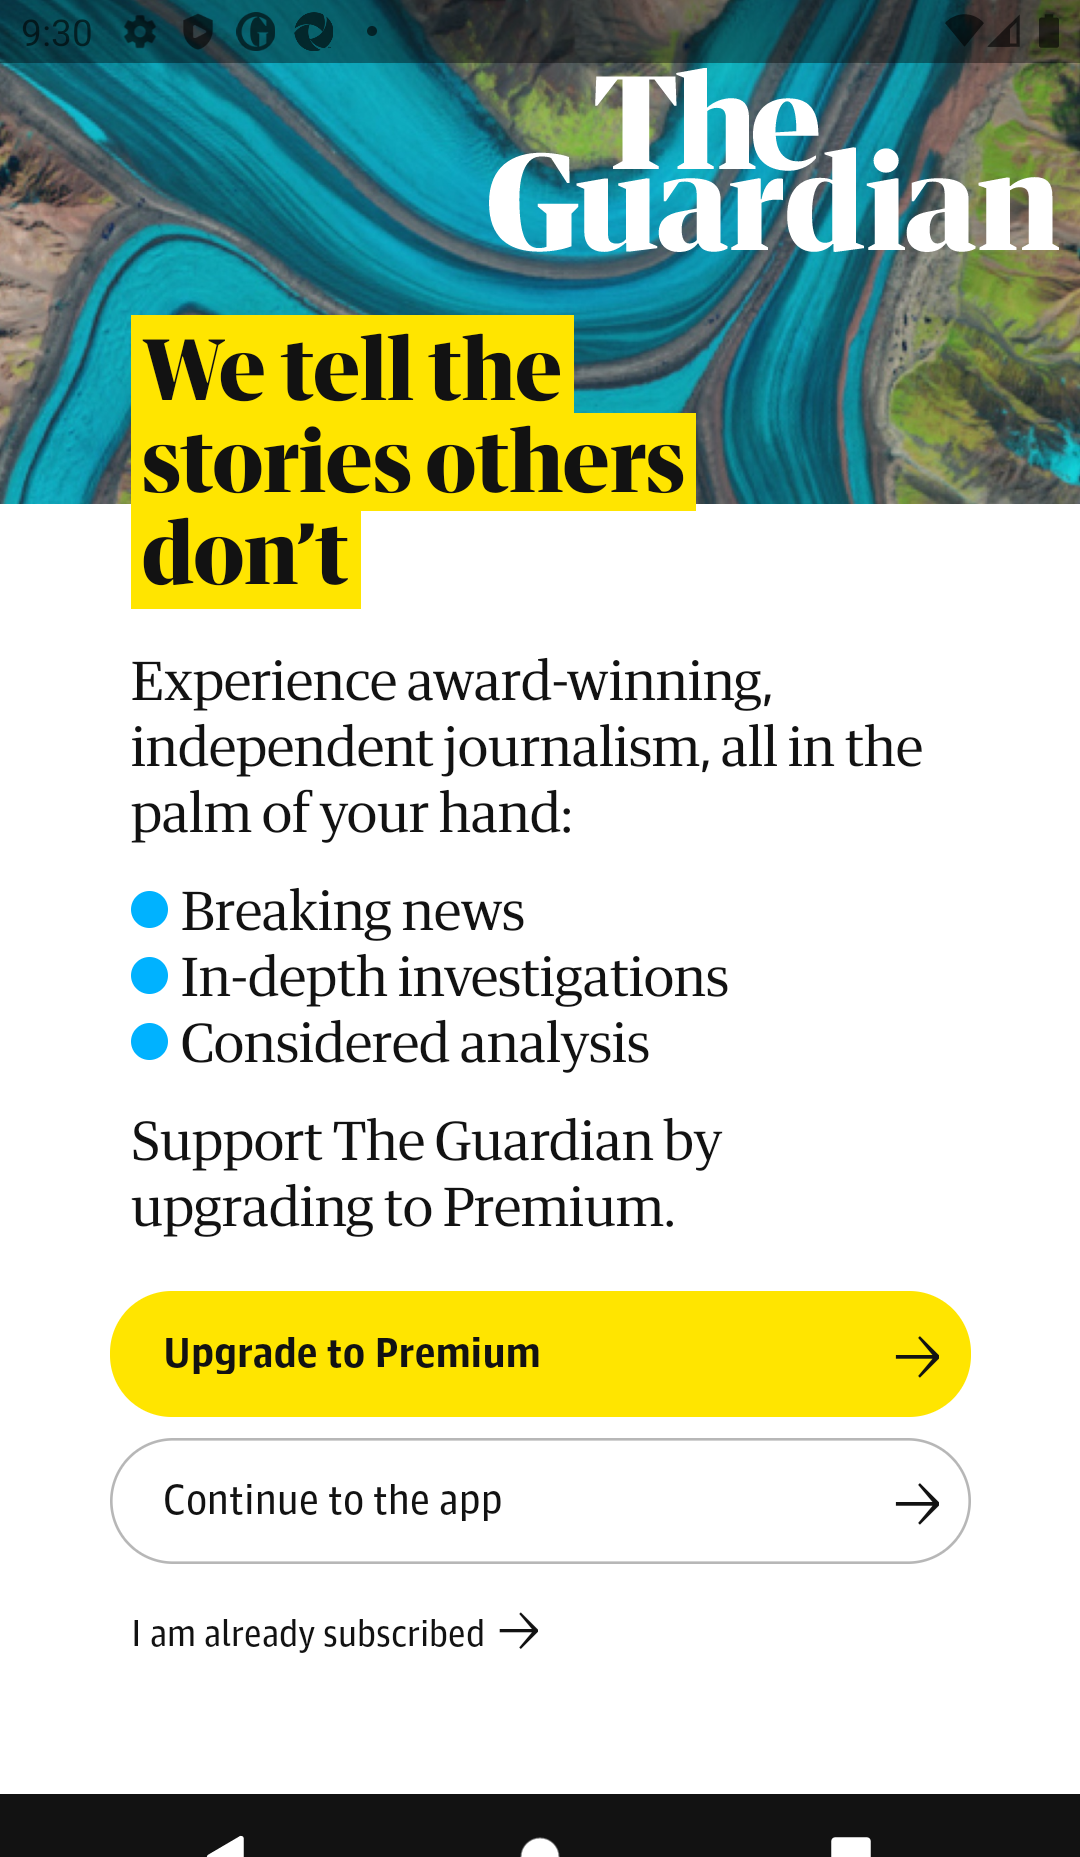 9:30
The
Guardian
We tell the
stories others
don’t
Experience award-winning,
independent journalism, all in the
palm of your hand:
Breaking news
In-depth investigations
Considered analysis
Support The Guardian by
upgrading to Premium.
Upgrade to Premium
Continue to the app
I am already subscribed